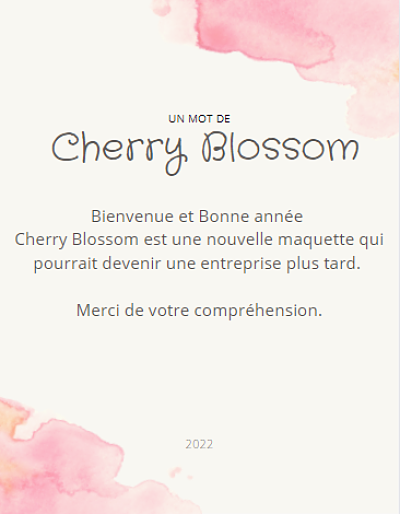 UN MOT DE
Cherry Blossom
Bienvenue et Bonne année
Cherry Blossom est une nouvelle maquette qui
pourrait devenir une entreprise plus tard.
Merci de votre compréhension.
2022